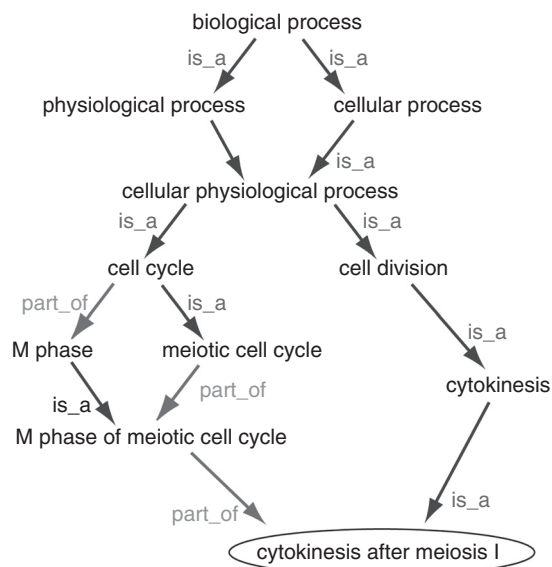 biological process
is_a
is_a
physiological process
cellular process
is_a
cellular physiological process
is_a
is_a
cell cycle
cell division
part_of
is_a
is_a
M phase
meiotic cell cycle
cytokinesis
is_a
part_of
M phase of meiotic cell cycle
part_of
is_a
cytokinesis after meiosis I